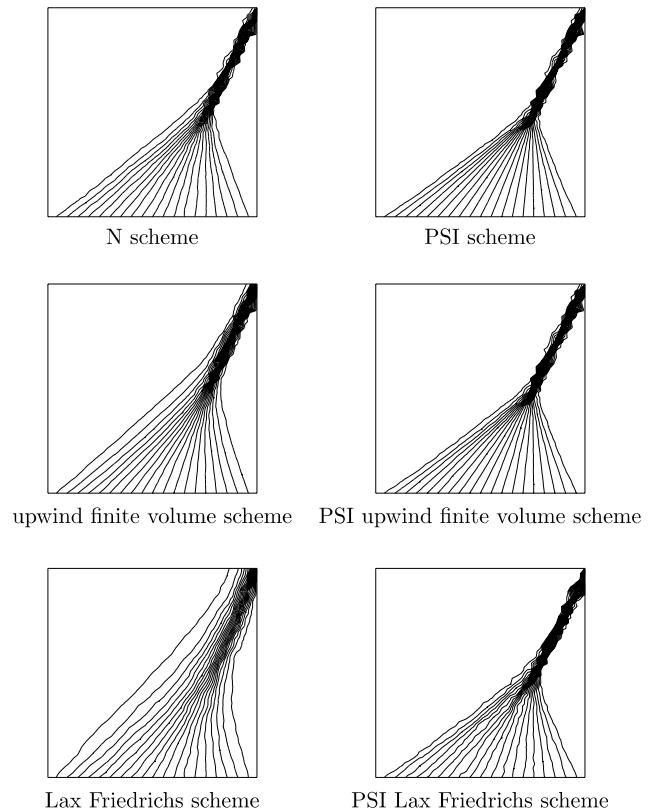 N scheme
PSI scheme
upwind finite volume scheme
PSI upwind finite volume scheme
Lax Friedrichs scheme
PSI Lax Friedrichs scheme